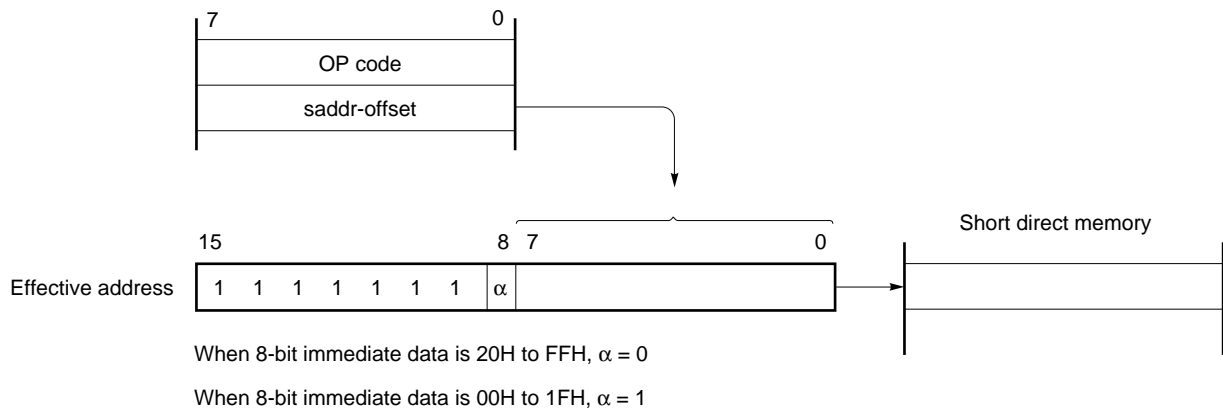 7 0
OP code
saddr-offset
Short direct memory
15 8 7 0
Effective address 1 1 1 1 1 1 1 α
When 8-bit immediate data is 20H to FFH, α = 0
When 8-bit immediate data is 00H to 1FH, α = 1